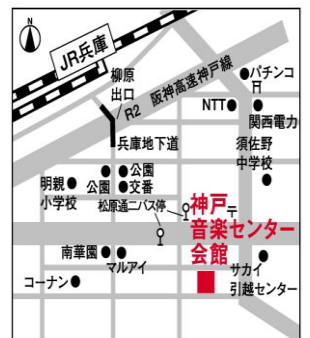 N
JR兵庫
柳原
出口
R2
阪神高速神戸線
パチンコ
NTT
関西電力
兵庫地下道
須佐野
中学校
公園
明親
小学校
公園
交番
松原通ニバス停
神戸
音楽センター
会館
〒
南華園
マルアイ
サカイ
引越センター
コーナン